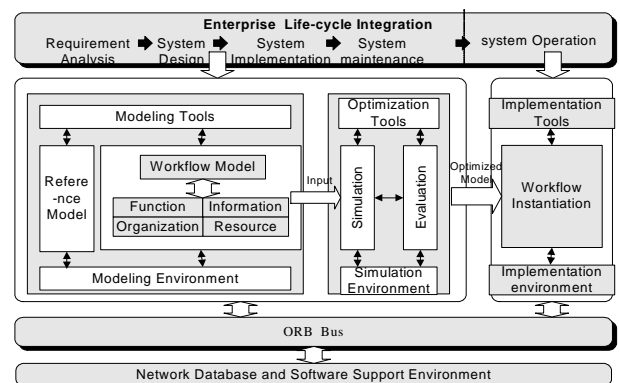 Enterprise Life-cycle Integration
Requirement
Analysis
System
Design
System
Implementation
System
maintenance
system Operation
Modeling Tools
Refere
-nce
Model
Workflow Model
Function
Information
Organization
Resource
Modeling Environment
Input
Optimization
Tools
Simulation
Evaluation
Simulation
Environment
Optimized
Model
Implementation
Tools
Workflow
Instantiation
Implementation
environment
ORB Bus
Network Database and Software Support Environment